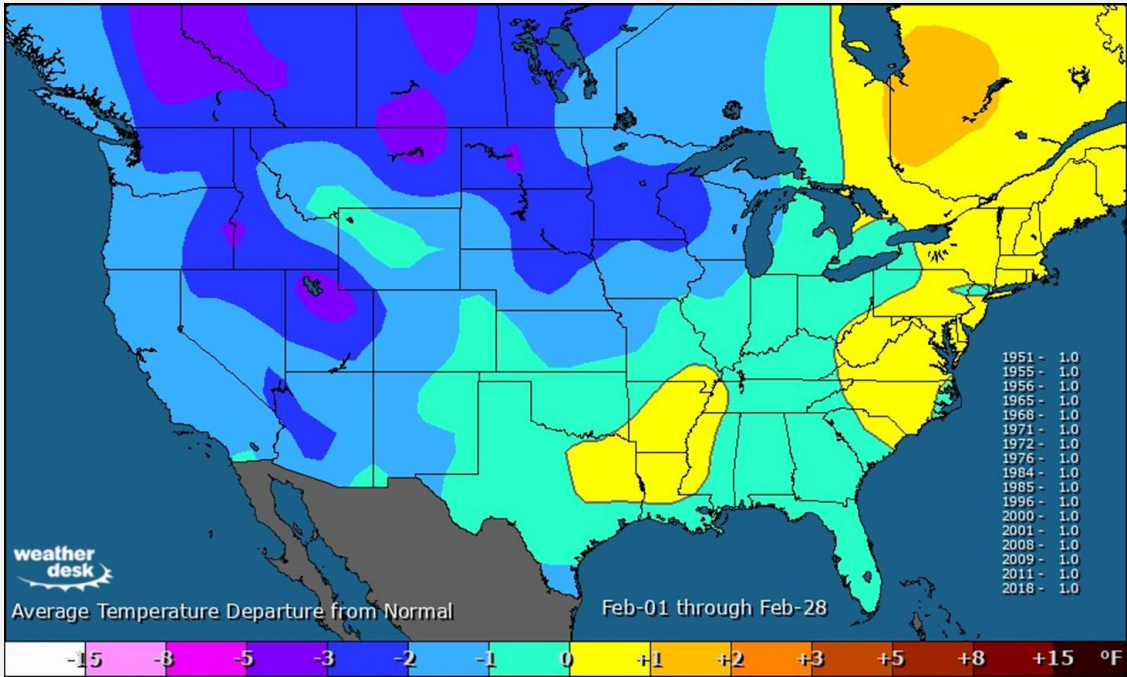 1951 - 1.0
1955 - 1.0
1956 - 1.0
1965 - 1.0
1968 - 1.0
1971 - 1.0
1972 - 1.0
1976 - 1.0
1984 - 1.0
1985 - 1.0
1996 - 1.0
2000 - 1.0
2001 - 1.0
2008 - 1.0
2009 - 1.0
2011 - 1.0
2018 - 1.0
weather
desk
Average Temperature Departure from Normal Feb-01 through Feb-28
-15 -8 -5 -3 -2 -1 0 +1 +2 +3 +5 +8 +15 ºF